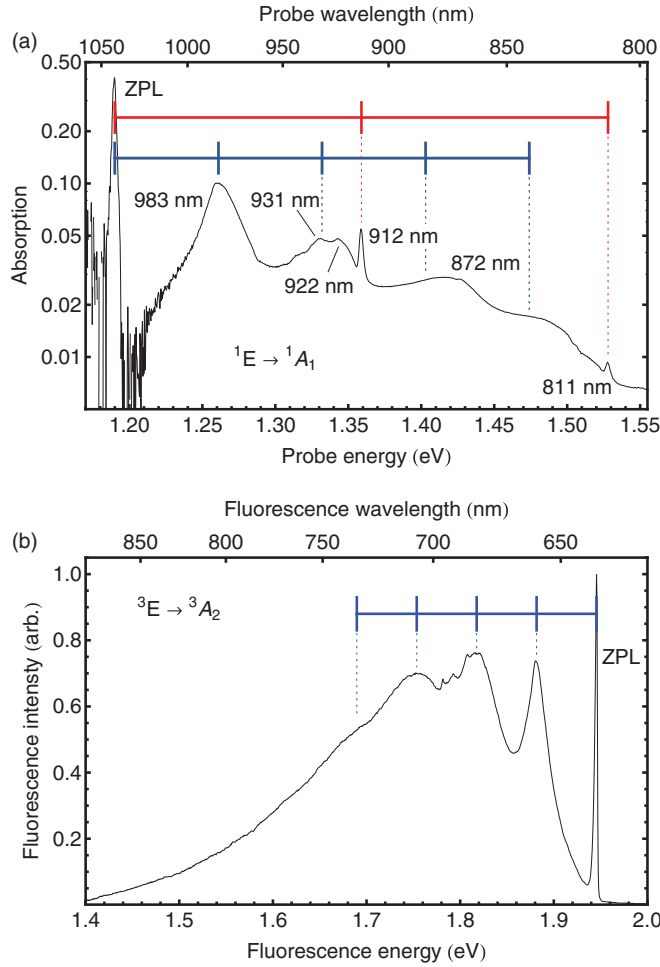 Probe wavelength (nm)
(a)
1050 1000 950 900 850 800
0.50
ZPL
0.20
0.10
983 nm 931 nm
0.05
912 nm
922 nm
872 nm
0.02
0.01
¹E → ¹A₁
811 nm
Absorption
1.20 1.25 1.30 1.35 1.40 1.45 1.50 1.55
Probe energy (eV)
Fluorescence wavelength (nm)
(b)
850 800 750 700 650
1.0
³E → ³A₂
ZPL
0.8
0.6
0.4
0.2
Fluorescence intensty (arb.)
1.4 1.5 1.6 1.7 1.8 1.9 2.0
Fluorescence energy (eV)